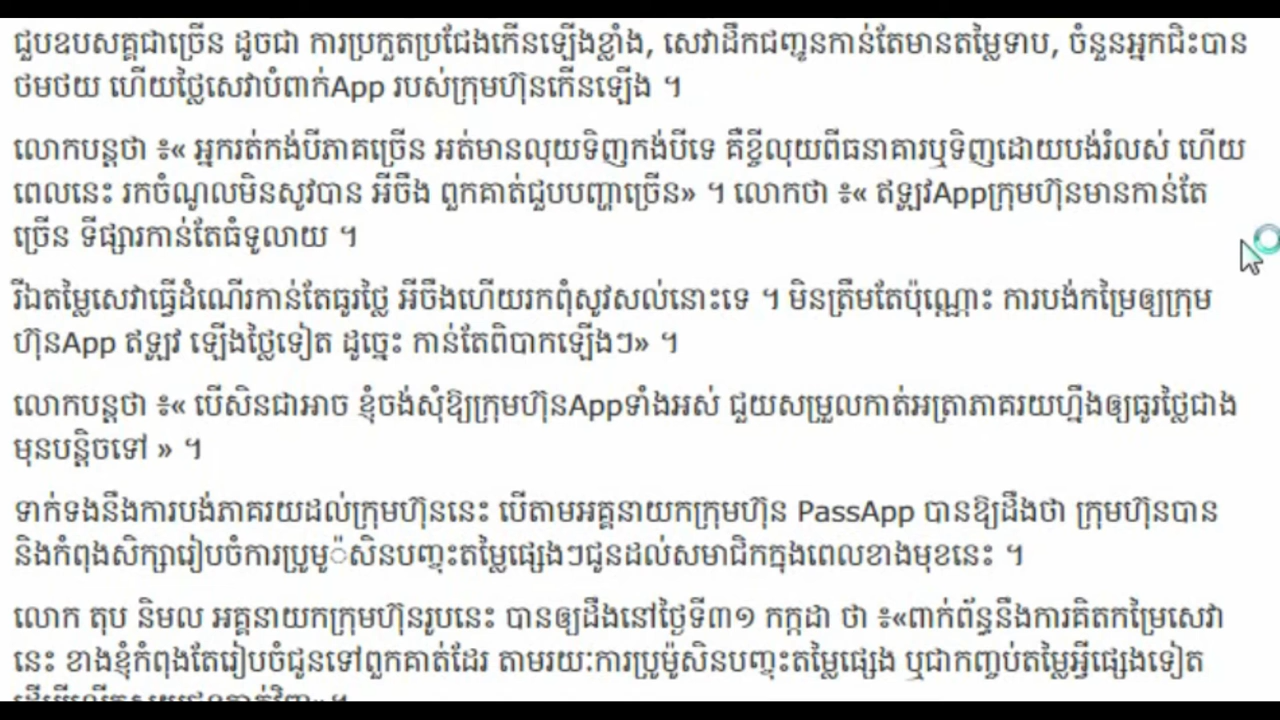 ជួបឧបសគ្គជាច្រើន ដូចជា ការប្រកួតប្រជែងកើនឡើងខ្លាំង, សេវាដឹកជញ្ជូនកាន់តែមានតម្លៃទាប, ចំនួនអ្នកជិះបាន
ថមថយ ហើយថ្លៃសេវាបំពាក់App របស់ក្រុមហ៊ុនកើនឡើង ។
លោកបន្តថា ៖« អ្នករត់កង់បីភាគច្រើន អត់មានលុយទិញកង់បីទេ គឺខ្ចីលុយពីធនាគារឬទិញដោយបង់រំលស់ ហើយ
ពេលនេះ រកចំណូលមិនសូវបាន អីចឹង ពួកគាត់ជួបបញ្ហាច្រើន» ។ លោកថា ៖« ឥឡូវAppក្រុមហ៊ុនមានកាន់តែ
ច្រើន ទីផ្សារកាន់តែធំទូលាយ ។
រីឯតម្លៃសេវាធ្វើដំណើរកាន់តែធូរថ្លៃ អីចឹងហើយរកពុំសូវសល់នោះទេ ។ មិនត្រឹមតែប៉ុណ្ណោះ ការបង់កម្រៃឲ្យក្រុម
ហ៊ុនApp ឥឡូវ ឡើងថ្លៃទៀត ដូច្នេះ កាន់តែពិបាកឡើងៗ» ។
លោកបន្តថា ៖« បើសិនជាអាច ខ្ញុំចង់សុំឱ្យក្រុមហ៊ុនAppទាំងអស់ ជួយសម្រួលកាត់អត្រាភាគរយហ្នឹងឲ្យធូរថ្លៃជាង
មុនបន្តិចទៅ » ។
ទាក់ទងនឹងការបង់ភាគរយដល់ក្រុមហ៊ុននេះ បើតាមអគ្គនាយកក្រុមហ៊ុន PassApp បានឱ្យដឹងថា ក្រុមហ៊ុនបាន
និងកំពុងសិក្សារៀបចំការប្រូមូ៉សិនបញ្ចុះតម្លៃផ្សេងៗជូនដល់សមាជិកក្នុងពេលខាងមុខនេះ ។
លោក តុប និមល អគ្គនាយកក្រុមហ៊ុនរូបនេះ បានឲ្យដឹងនៅថ្ងៃទី៣១ កក្កដា ថា ៖«ពាក់ព័ន្ធនឹងការគិតកម្រៃសេវា
នេះ ខាងខ្ញុំកំពុងតែរៀបចំជូនទៅពួកគាត់ដែរ តាមរយៈការប្រូម៉ូសិនបញ្ចុះតម្លៃផ្សេង ឬជាកញ្ចប់តម្លៃអ្វីផ្សេងទៀត